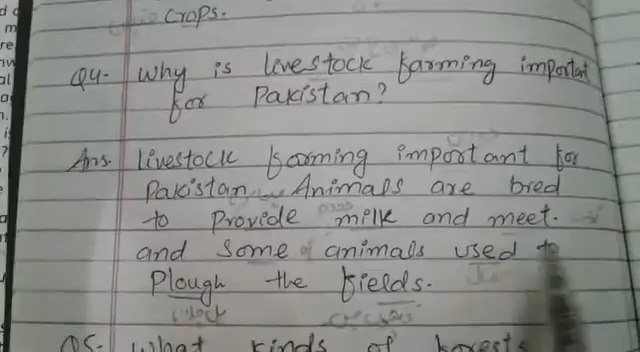 crops.
Q4. Why is livestock farming important
for Pakistan?
Ans. livestock farming important for
Pakistan Animals are bred
to Provide milk and meet.
and some of animals used to
Plough the fields.
Q5. What kinds of forests